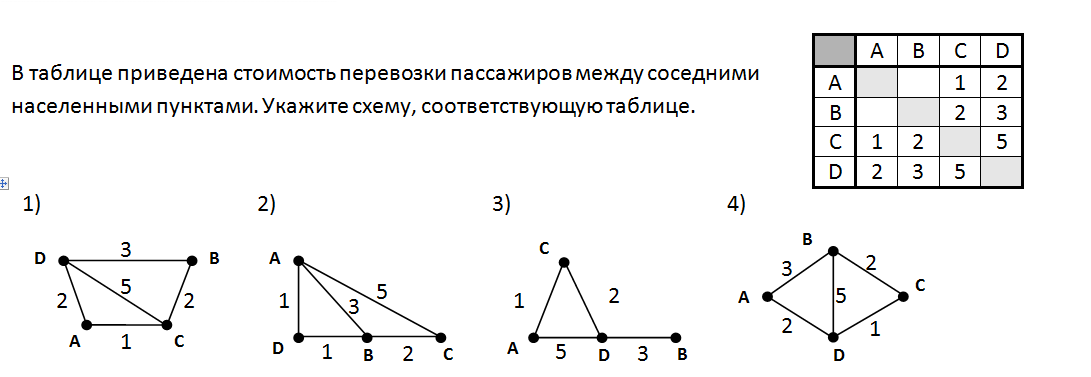 В таблице приведена стоимость перевозки пассажиров между соседними
населенными пунктами. Укажите схему, соответствующую таблице.
A B C D
A 1 2
B 2 3
C 1 2 5
D 2 3 5
1) 2) 3) 4)
D 3 B
5
2 2
A 1 C
A
5
1 3
D 1 B 2 C
C
1 2
A 5 D 3 B
B
3 2
A 5 C
2 1
D